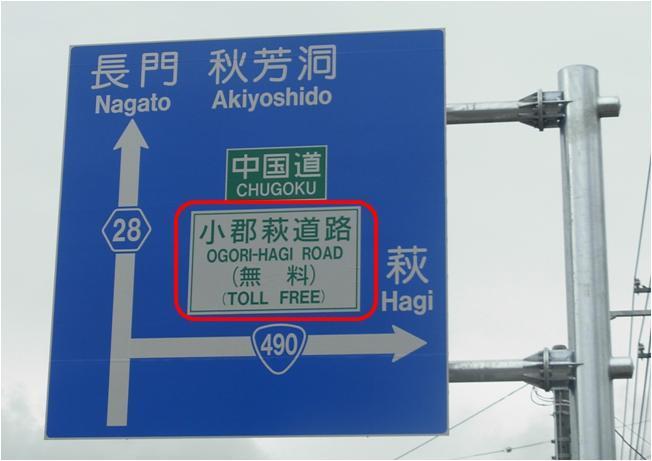 長門 秋芳洞
Nagato Akiyoshido
中国道
CHUGOKU
28
小郡萩道路
OGORI-HAGI ROAD
(無 料)
(TOLL FREE)
萩
Hagi
490